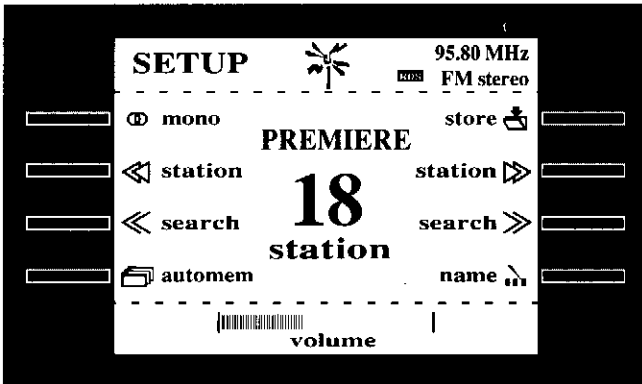 SETUP
95.80 MHz
RDS FM stereo
mono
store
PREMIERE
station
station
18
search
search
station
automem
name
volume